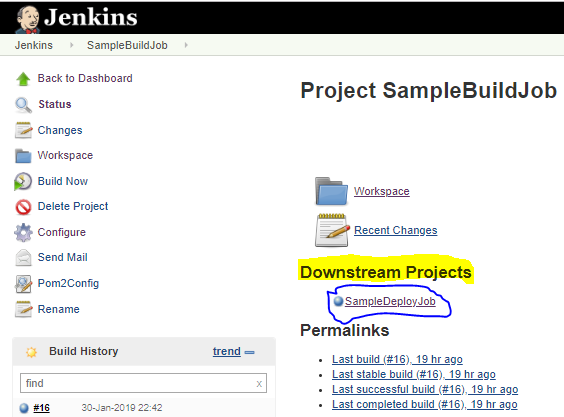 Jenkins
Jenkins SampleBuildJob
Back to Dashboard
Status
Changes
Workspace
Build Now
Delete Project
Configure
Send Mail
Pom2Config
Rename
Build History trend
find x
#16 30-Jan-2019 22:42
Project SampleBuildJob
Workspace
Recent Changes
Downstream Projects
SampleDeployJob
Permalinks
Last build (#16), 19 hr ago
Last stable build (#16), 19 hr ago
Last successful build (#16), 19 hr ago
Last completed build (#16), 19 hr ago